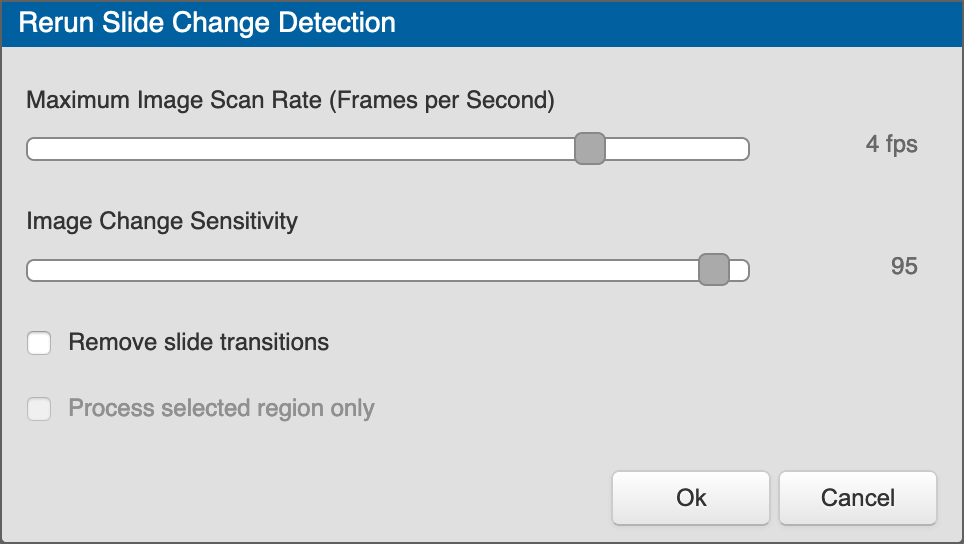 Rerun Slide Change Detection
Maximum Image Scan Rate (Frames per Second)
4 fps
Image Change Sensitivity
95
Remove slide transitions
Process selected region only
Ok
Cancel